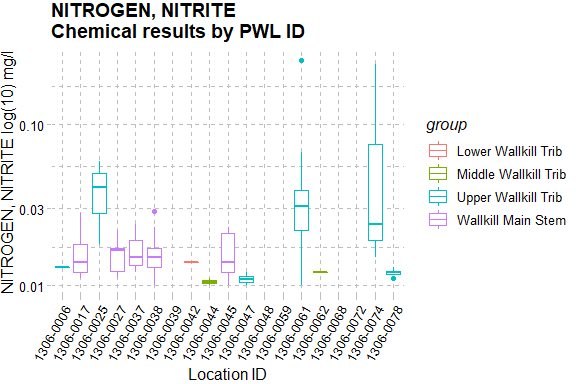 NITROGEN, NITRITE
Chemical results by PWL ID
NITROGEN, NITRITE log(10) mg/l
0.10
0.03
0.01
1306-0006
1306-0017
1306-0025
1306-0027
1306-0037
1306-0038
1306-0039
1306-0042
1306-0044
1306-0045
1306-0047
1306-0048
1306-0059
1306-0061
1306-0062
1306-0068
1306-0072
1306-0074
1306-0078
Location ID
group
Lower Wallkill Trib
Middle Wallkill Trib
Upper Wallkill Trib
Wallkill Main Stem